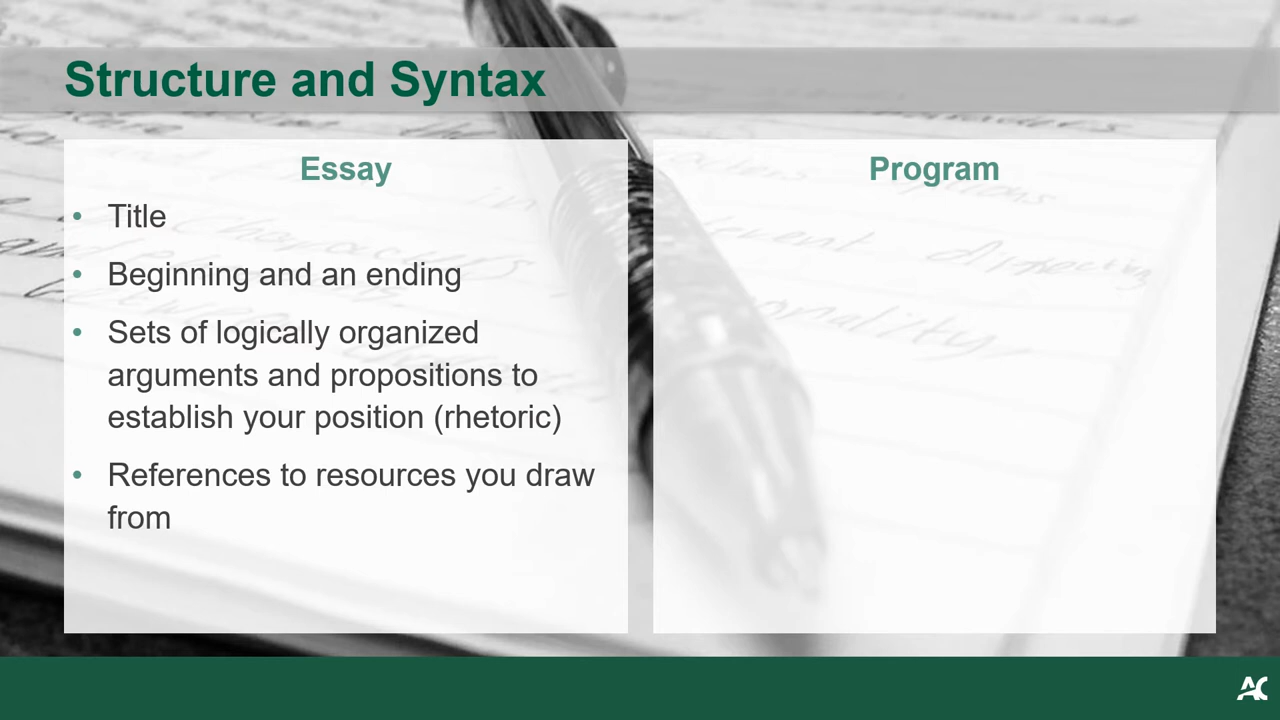 Structure and Syntax
Essay
• Title
• Beginning and an ending
• Sets of logically organized
arguments and propositions to
establish your position (rhetoric)
• References to resources you draw
from
Program
AC